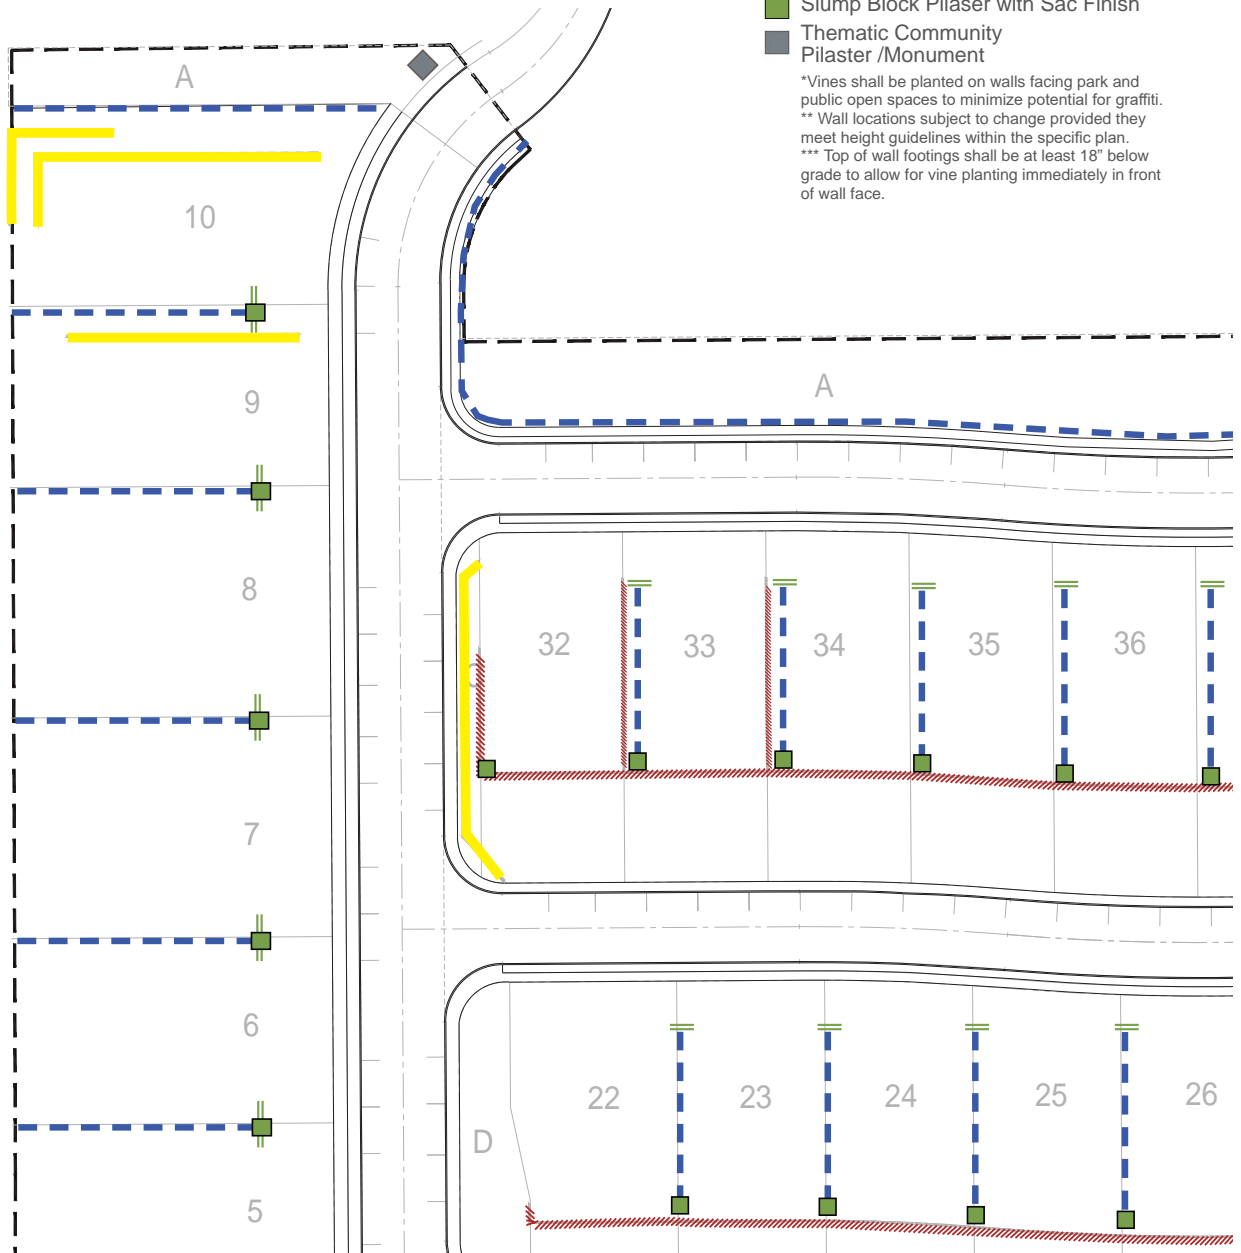 Slump Block Pilaser with Sac Finish
Thematic Community
Pilaster /Monument
*Vines shall be planted on walls facing park and
public open spaces to minimize potential for graffiti.
** Wall locations subject to change provided they
meet height guidelines within the specific plan.
*** Top of wall footings shall be at least 18” below
grade to allow for vine planting immediately in front
of wall face.
A
10
9
A
8
32
33
34
35
36
7
6
22
23
24
25
26
D
5